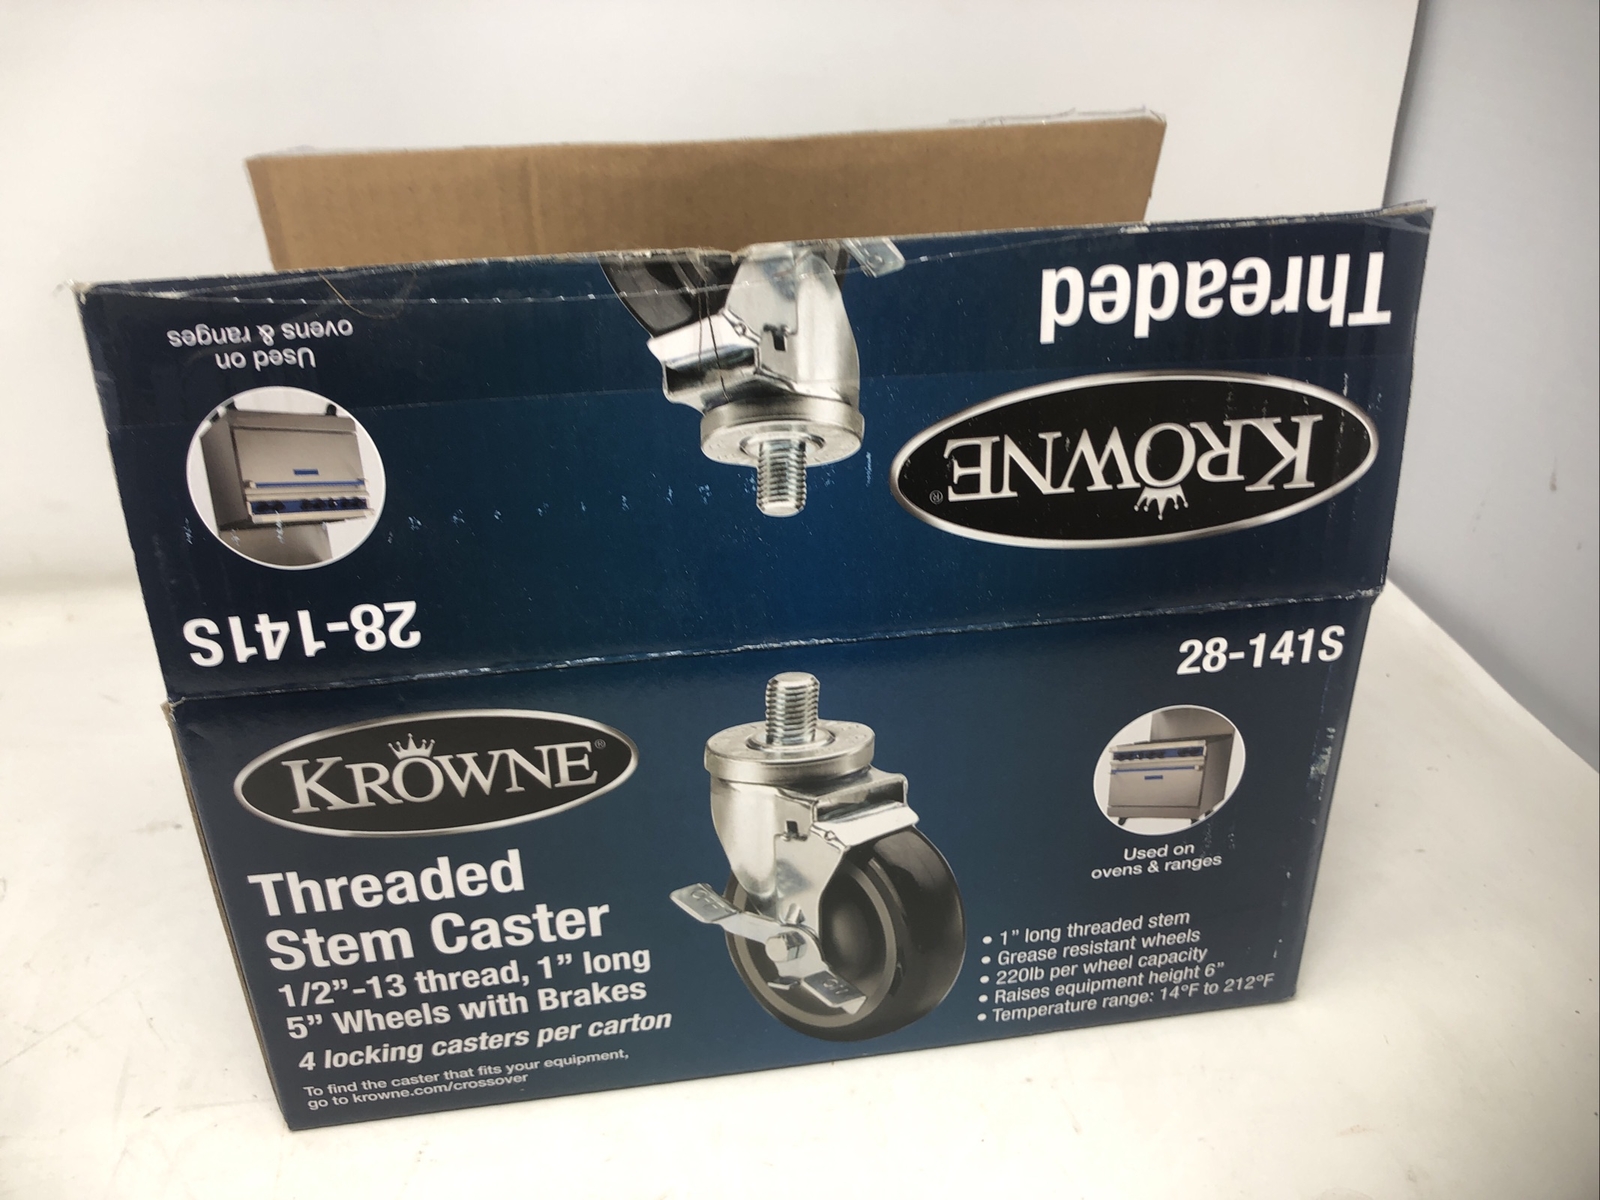 Threaded
KROWNE®
Used on
ovens & ranges
28-141S
28-141S
KROWNE®
Threaded
Stem Caster
1/2”-13 thread, 1” long
5” Wheels with Brakes
4 locking casters per carton
To find the caster that fits your equipment,
go to krowne.com/crossover
Used on
ovens & ranges
• 1” long threaded stem
• Grease resistant wheels
• 220lb per wheel capacity
• Raises equipment height 6”
• Temperature range: 14°F to 212°F